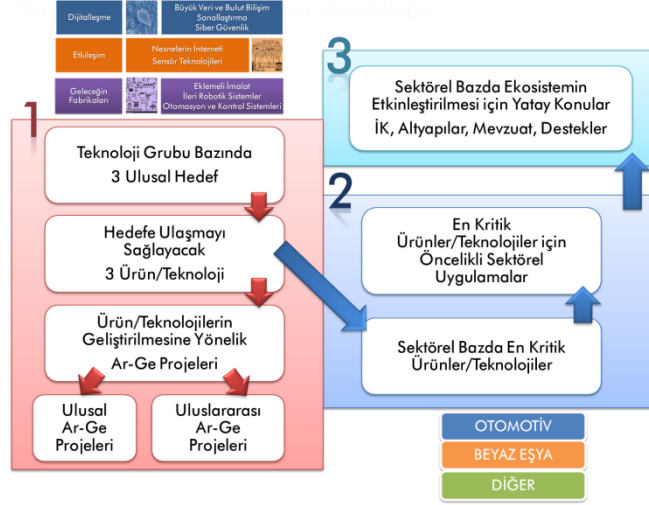 Dijitalleşme
Büyük Veri ve Bulut Bilişim
Sanallaştırma
Siber Güvenlik
Etkileşim
Nesnelerin İnterneti
Sensör Teknolojileri
Geleceğin
Fabrikaları
Eklemeli İmalat
İleri Robotik Sistemler
Otomasyon ve Kontrol Sistemleri
1
Teknoloji Grubu Bazında
3 Ulusal Hedef
Hedefe Ulaşmayı
Sağlayacak
3 Ürün/Teknoloji
Ürün/Teknolojilerin
Geliştirilmesine Yönelik
Ar-Ge Projeleri
Ulusal
Ar-Ge
Projeleri
Uluslararası
Ar-Ge
Projeleri
3
Sektörel Bazda Ekosistemin
Etkinleştirilmesi için Yatay Konular
İK, Altyapılar, Mevzuat, Destekler
2
En Kritik
Ürünler/Teknolojiler için
Öncelikli Sektörel
Uygulamalar
Sektörel Bazda En Kritik
Ürünler/Teknolojiler
OTOMOTİV
BEYAZ EŞYA
DİĞER